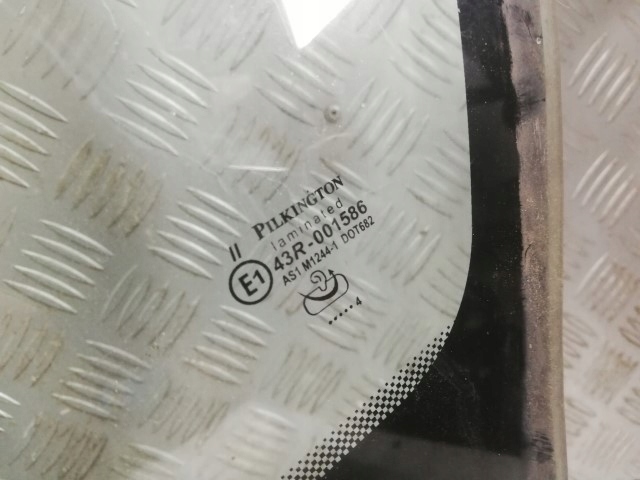 II PILKINGTON
laminated
E1 43R-001586
AS1 M1244-1 DOT682
.....4